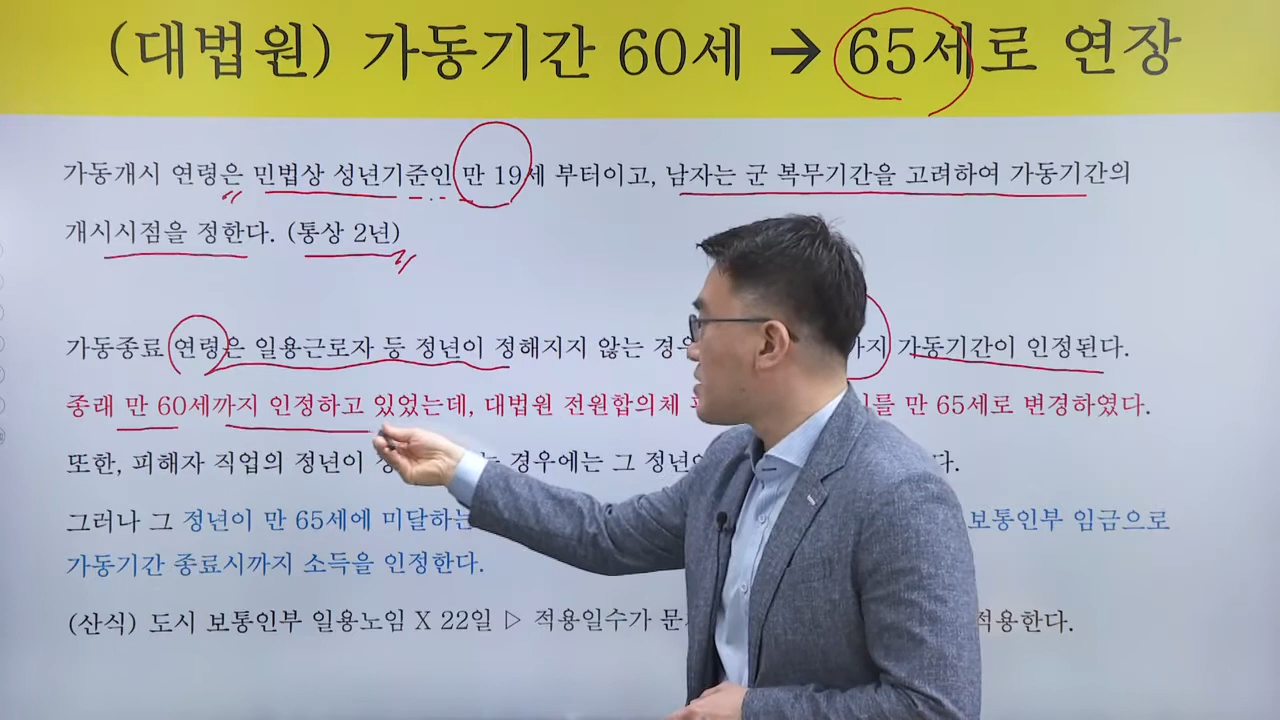 (대법원) 가동기간 60세 → 65세로 연장
가동개시 연령은 민법상 성년기준인 만 19세 부터이고, 남자는 군 복무기간을 고려하여 가동기간의
개시시점을 정한다. (통상 2년)
가동종료 연령은 일용근로자 등 정년이 정해지지 않는 경우 까지 가동기간이 인정된다.
종래 만 60세까지 인정하고 있었는데, 대법원 전원합의체 를 만 65세로 변경하였다.
또한, 피해자 직업의 정년이 는 경우에는 그 정년 다.
그러나 그 정년이 만 65세에 미달하는 보통인부 임금으로
가동기간 종료시까지 소득을 인정한다.
(산식) 도시 보통인부 일용노임 X 22일 ▷ 적용일수가 적용한다.